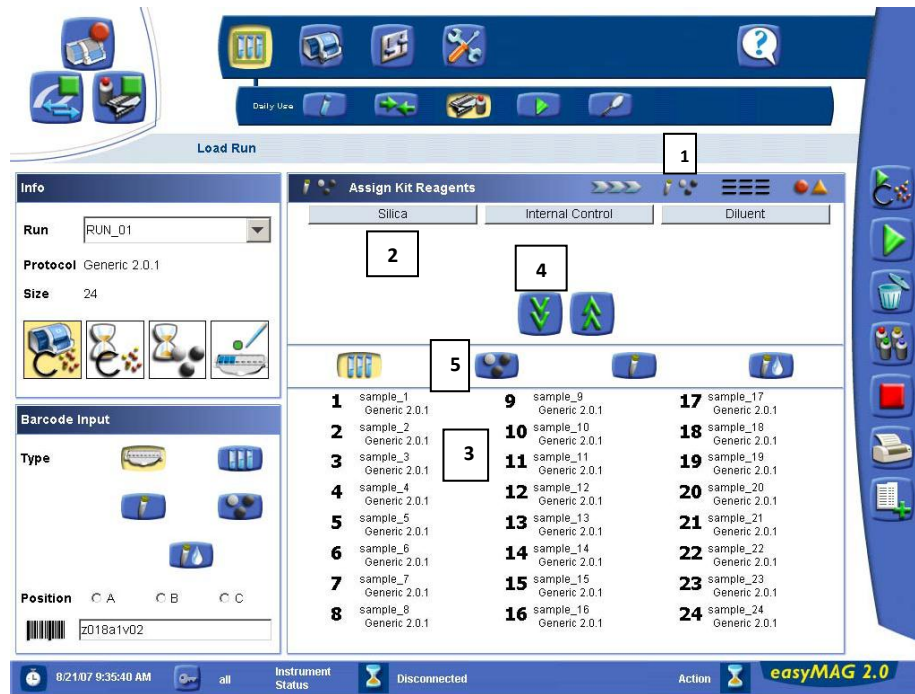 Daily Use
Load Run
1
Info
Run RUN_01
Protocol Generic 2.0.1
Size 24
Assign Kit Reagents
Silica Internal Control Diluent
2
4
5
1 sample_1 9 sample_9 17 sample_17
Generic 2.0.1 Generic 2.0.1 Generic 2.0.1
2 sample_2 10 sample_10 18 sample_18
Generic 2.0.1 Generic 2.0.1 Generic 2.0.1
3 sample_3 3 11 sample_11 19 sample_19
Generic 2.0.1 Generic 2.0.1 Generic 2.0.1
4 sample_4 12 sample_12 20 sample_20
Generic 2.0.1 Generic 2.0.1 Generic 2.0.1
5 sample_5 13 sample_13 21 sample_21
Generic 2.0.1 Generic 2.0.1 Generic 2.0.1
6 sample_6 14 sample_14 22 sample_22
Generic 2.0.1 Generic 2.0.1 Generic 2.0.1
7 sample_7 15 sample_15 23 sample_23
Generic 2.0.1 Generic 2.0.1 Generic 2.0.1
8 sample_8 16 sample_16 24 sample_24
Generic 2.0.1 Generic 2.0.1 Generic 2.0.1
Barcode Input
Type
Position A B C
z018a1v02
8/21/07 9:35:40 AM all Instrument Status Disconnected Action easyMAG 2.0